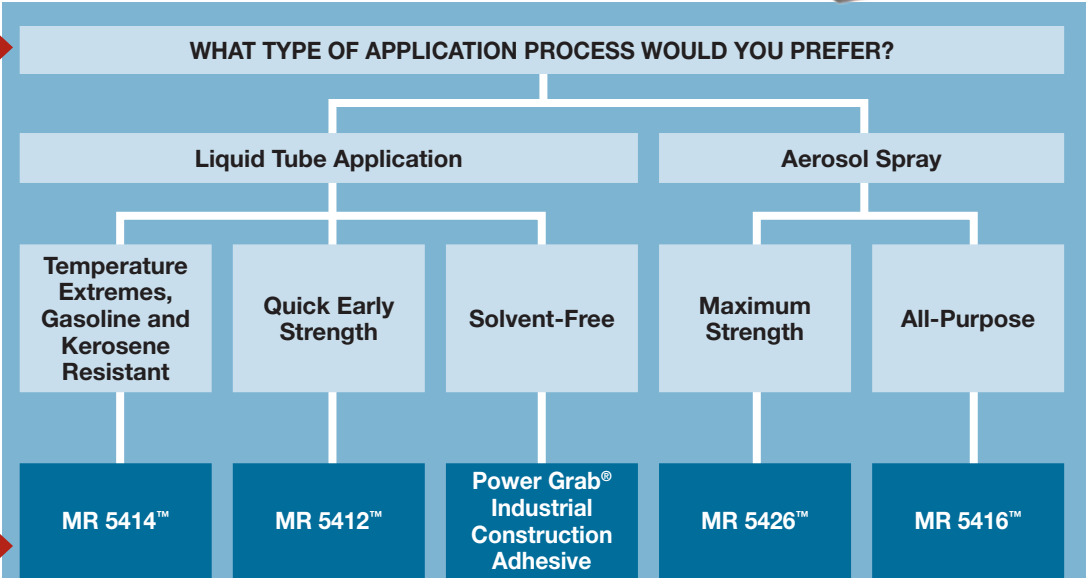 WHAT TYPE OF APPLICATION PROCESS WOULD YOU PREFER?
Liquid Tube Application
Aerosol Spray
Temperature
Extremes,
Gasoline and
Kerosene
Resistant
Quick Early
Strength
Solvent-Free
Maximum
Strength
All-Purpose
MR 5414™
MR 5412™
Power Grab®
Industrial
Construction
Adhesive
MR 5426™
MR 5416™